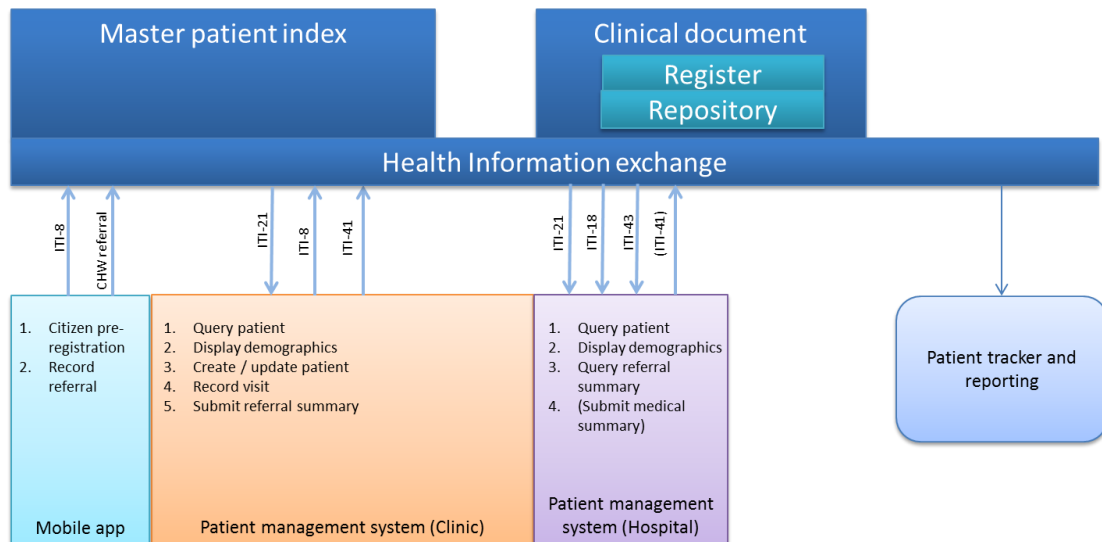 Master patient index
Clinical document
Register
Repository
Health Information exchange
ITI-8
CHW referral
ITI-21
ITI-8
ITI-41
ITI-21
ITI-18
ITI-43
(ITI-41)
1. Citizen pre-
registration
2. Record
referral
Mobile app
1. Query patient
2. Display demographics
3. Create / update patient
4. Record visit
5. Submit referral summary
Patient management system (Clinic)
1. Query patient
2. Display demographics
3. Query referral
summary
4. (Submit medical
summary)
Patient management
system (Hospital)
Patient tracker and
reporting